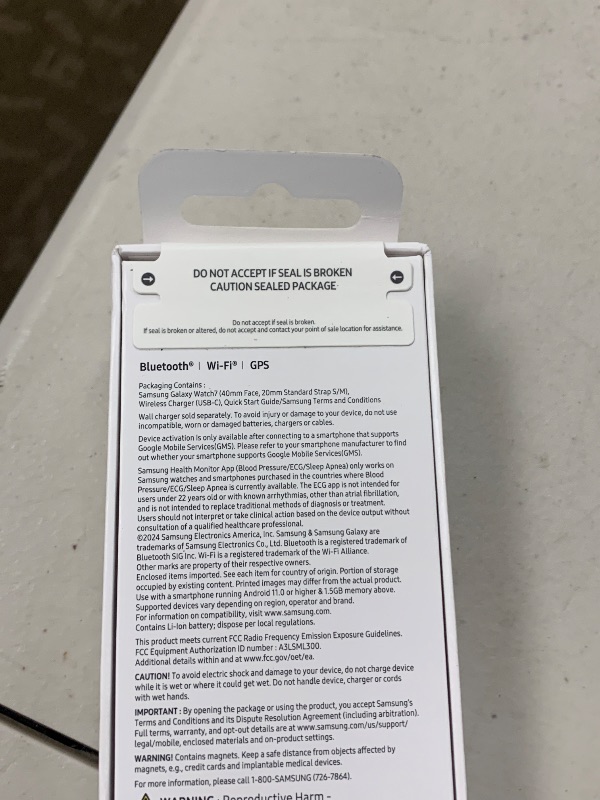 DO NOT ACCEPT IF SEAL IS BROKEN
CAUTION SEALED PACKAGE
Do not accept if seal is broken.
If seal is broken or altered, do not accept and contact your point of sale location for assistance.
Bluetooth® | Wi-Fi® | GPS
Packaging Contains :
Samsung Galaxy Watch7 (40mm Face, 20mm Standard Strap S/M),
Wireless Charger (USB-C), Quick Start Guide/Samsung Terms and Conditions
Wall charger sold separately. To avoid injury or damage to your device, do not use
incompatible, worn or damaged batteries, chargers or cables.
Device activation is only available after connecting to a smartphone that supports
Google Mobile Services(GMS). Please refer to your smartphone manufacturer to find
out whether your smartphone supports Google Mobile Services(GMS).
Samsung Health Monitor App (Blood Pressure/ECG/Sleep Apnea) only works on
Samsung watches and smartphones purchased in the countries where Blood
Pressure/ECG/Sleep Apnea is currently available. The ECG app is not intended for
users under 22 years old or with known arrhythmias, other than atrial fibrillation,
and is not intended to replace traditional methods of diagnosis or treatment.
Users should not interpret or take clinical action based on the device output without
consultation of a qualified healthcare professional.
©2024 Samsung Electronics America, Inc. Samsung & Samsung Galaxy are
trademarks of Samsung Electronics Co., Ltd. Bluetooth is a registered trademark of
Bluetooth SIG Inc. Wi-Fi is a registered trademark of the Wi-Fi Alliance.
Other marks are property of their respective owners.
Enclosed items imported. See each item for country of origin. Portion of storage
occupied by existing content. Printed images may differ from the actual product.
Use with a smartphone running Android 11.0 or higher & 1.5GB memory above.
Supported devices vary depending on region, operator and brand.
For information on compatibility, visit www.samsung.com.
Contains Li-Ion battery; dispose per local regulations.
This product meets current FCC Radio Frequency Emission Exposure Guidelines.
FCC Equipment Authorization ID number : A3LSML300.
Additional details within and at www.fcc.gov/oet/ea.
CAUTION! To avoid electric shock and damage to your device, do not charge device
while it is wet or where it could get wet. Do not handle device, charger or cords
with wet hands.
IMPORTANT : By opening the package or using the product, you accept Samsung's
Terms and Conditions and its Dispute Resolution Agreement (including arbitration).
Full terms, warranty, and opt-out details are at www.samsung.com/us/support/
legal/mobile, enclosed materials and on-product settings.
WARNING! Contains magnets. Keep a safe distance from objects affected by
magnets, e.g., credit cards and implantable medical devices.
For more information, please call 1-800-SAMSUNG (726-7864).
WARNING : Reproductive Harm -